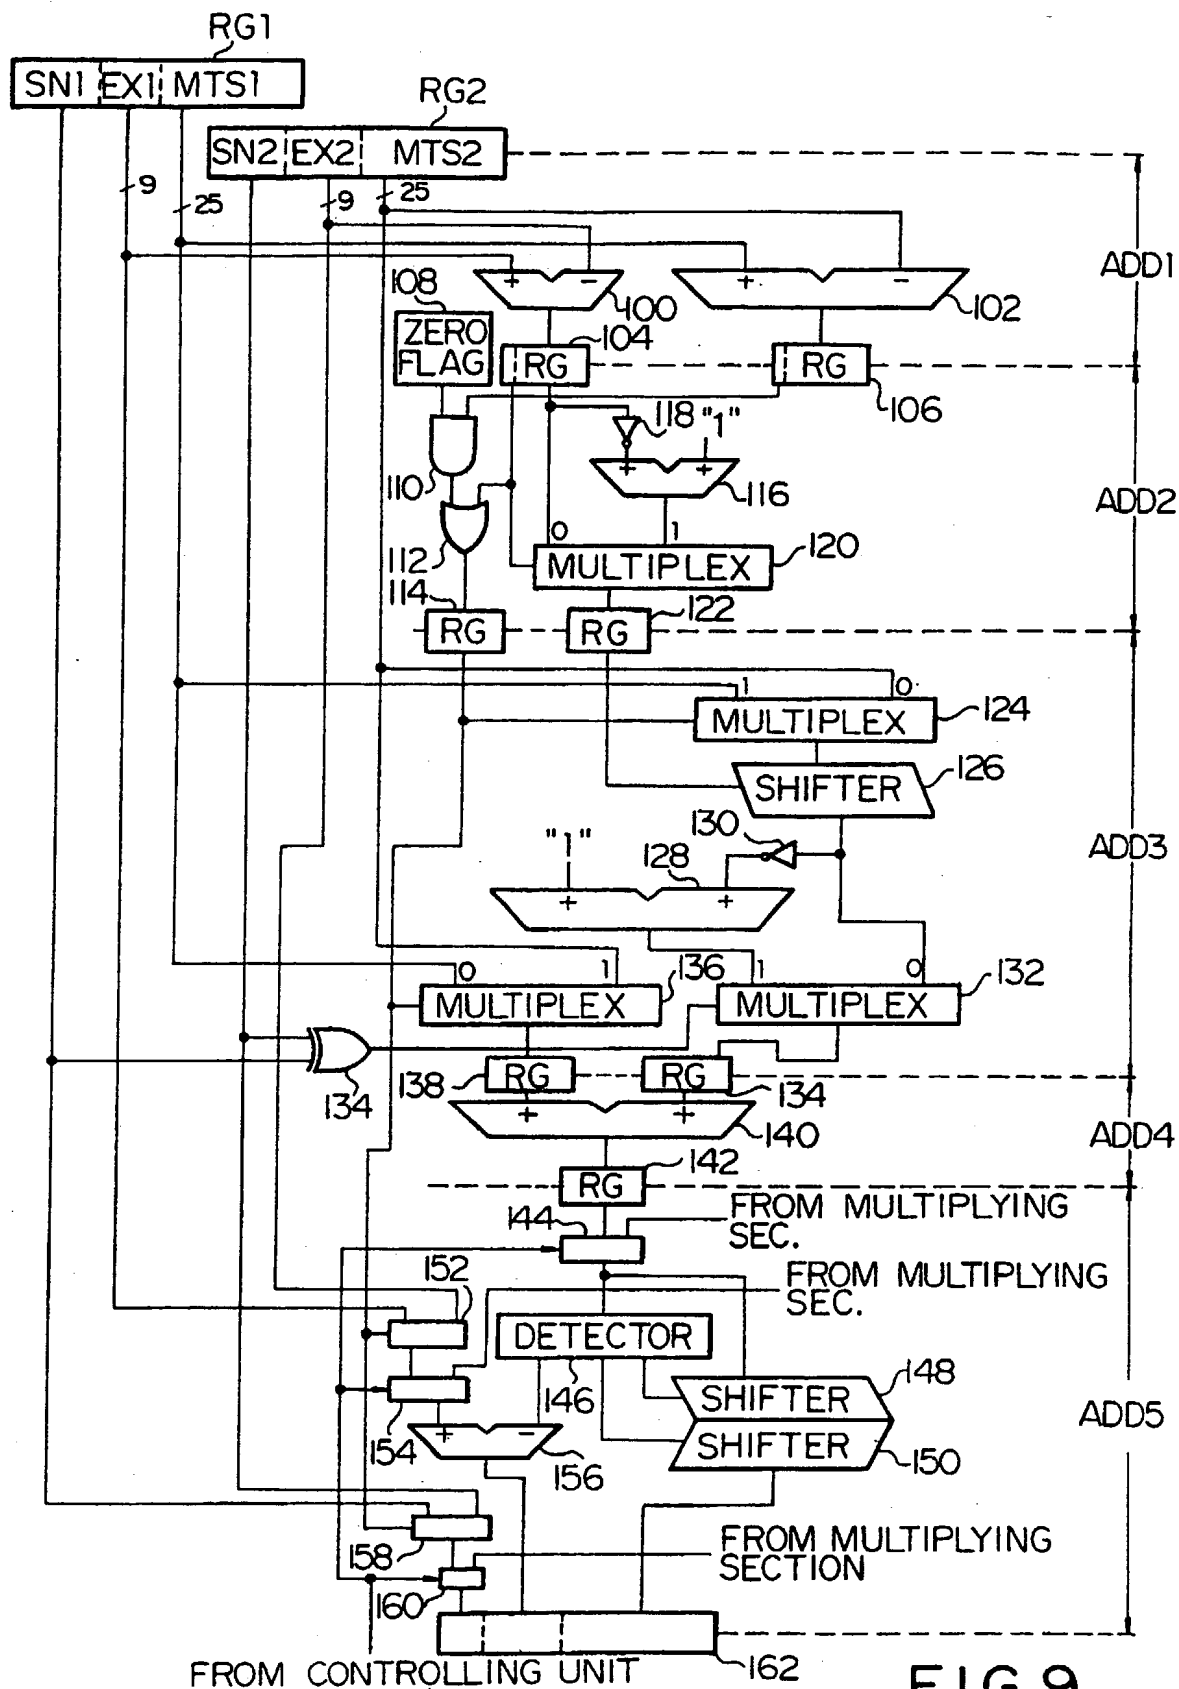 RG1
SN1 EX1 MTS1
RG2
SN2 EX2 MTS2
9
25
9
25
ADD1
+ -
+ -
108
400
102
ZERO
FLAG
104
RG
RG
106
118
"1"
110
+ +
116
ADD2
0 1
112
MULTIPLEX
120
114
122
RG
RG
1 0
MULTIPLEX
124
SHIFTER
126
"1"
130
128
ADD3
+ +
0 1
136
1 0
132
MULTIPLEX
MULTIPLEX
134
138
RG
RG
134
+ +
140
ADD4
142
RG
144
FROM MULTIPLYING
SEC.
152
FROM MULTIPLYING
SEC.
DETECTOR
146
148
SHIFTER
ADD5
154
+ -
156
SHIFTER
150
158
FROM MULTIPLYING
SECTION
160
162
FROM CONTROLLING UNIT
FIG. 9